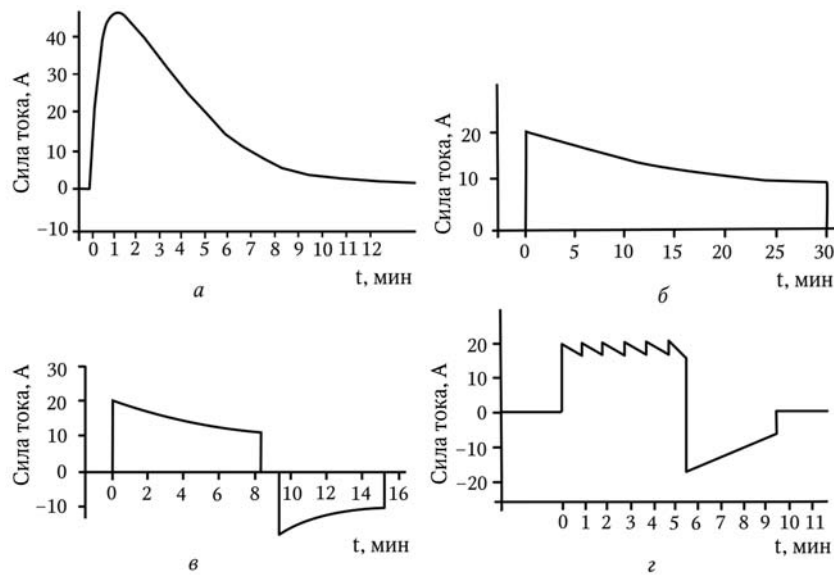 Сила тока, А
40
30
20
10
0
−10
0 1 2 3 4 5 6 7 8 9 10 11 12
t, мин
а
Сила тока, А
20
10
0
0 5 10 15 20 25 30
t, мин
б
Сила тока, А
30
20
10
0
−10
0 2 4 6 8 10 12 14 16
t, мин
в
Сила тока, А
20
10
0
−10
−20
0 1 2 3 4 5 6 7 8 9 10 11
t, мин
г